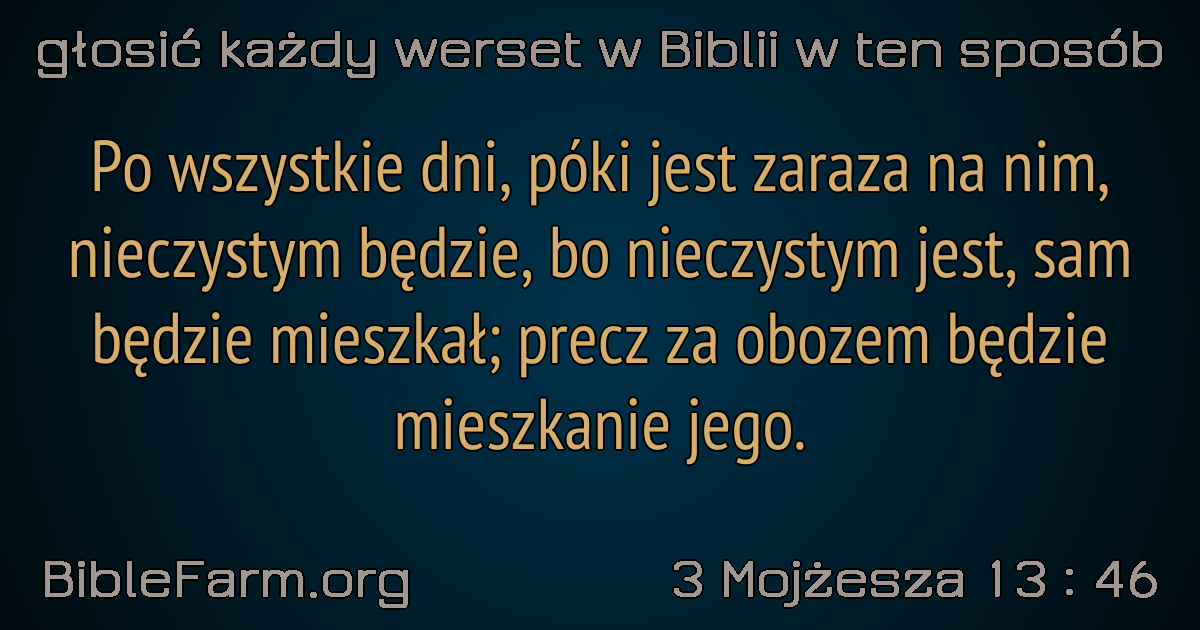 głosić każdy werset w Biblii w ten sposób
Po wszystkie dni, póki jest zaraza na nim,
nieczystym będzie, bo nieczystym jest, sam
będzie mieszkał; precz za obozem będzie
mieszkanie jego.
BibleFarm.org
3 Mojżesza 13 : 46